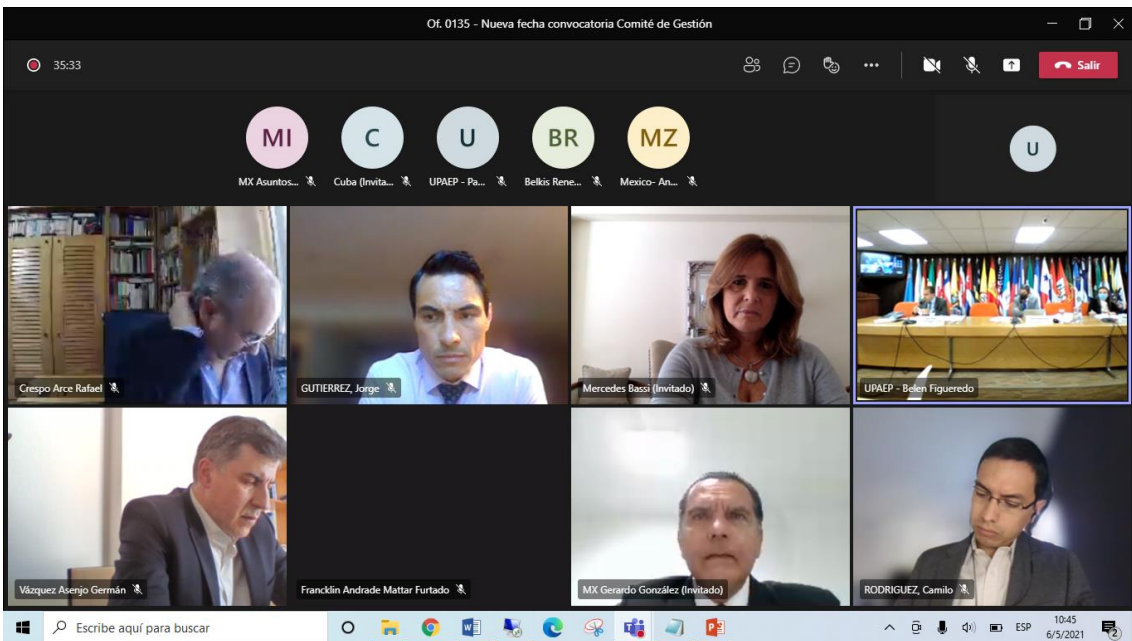 Of. 0135 - Nueva fecha convocatoria Comité de Gestión
35:33
Salir
MI
C
U
BR
MZ
U
MX Asuntos...
Cuba (Invita...
UPAEP - Pa...
Belkis Rene...
Mexico- An...
Crespo Arce Rafael
GUTIERREZ, Jorge
Mercedes Bassi (Invitado)
UPAEP - Belen Figueredo
Vázquez Asenjo Germán
Francklin Andrade Mattar Furtado
MX Gerardo González (Invitado)
RODRIGUEZ, Camilo
Escribe aquí para buscar
ESP
10:45
6/5/2021
2